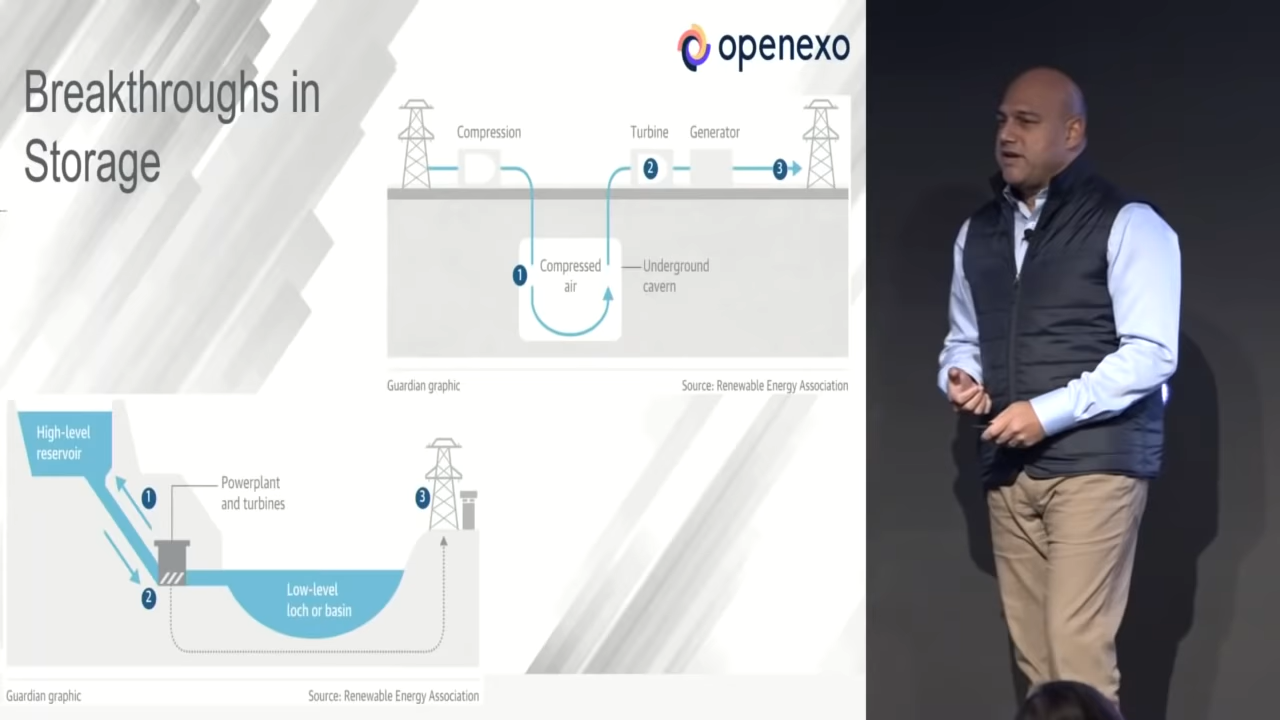 Breakthroughs in
Storage
openexo
Compression
Turbine
Generator
2
3
1
Compressed
air
Underground
cavern
Guardian graphic
Source: Renewable Energy Association
High-level
reservoir
1
Powerplant
and turbines
3
2
Low-level
loch or basin
Guardian graphic
Source: Renewable Energy Association